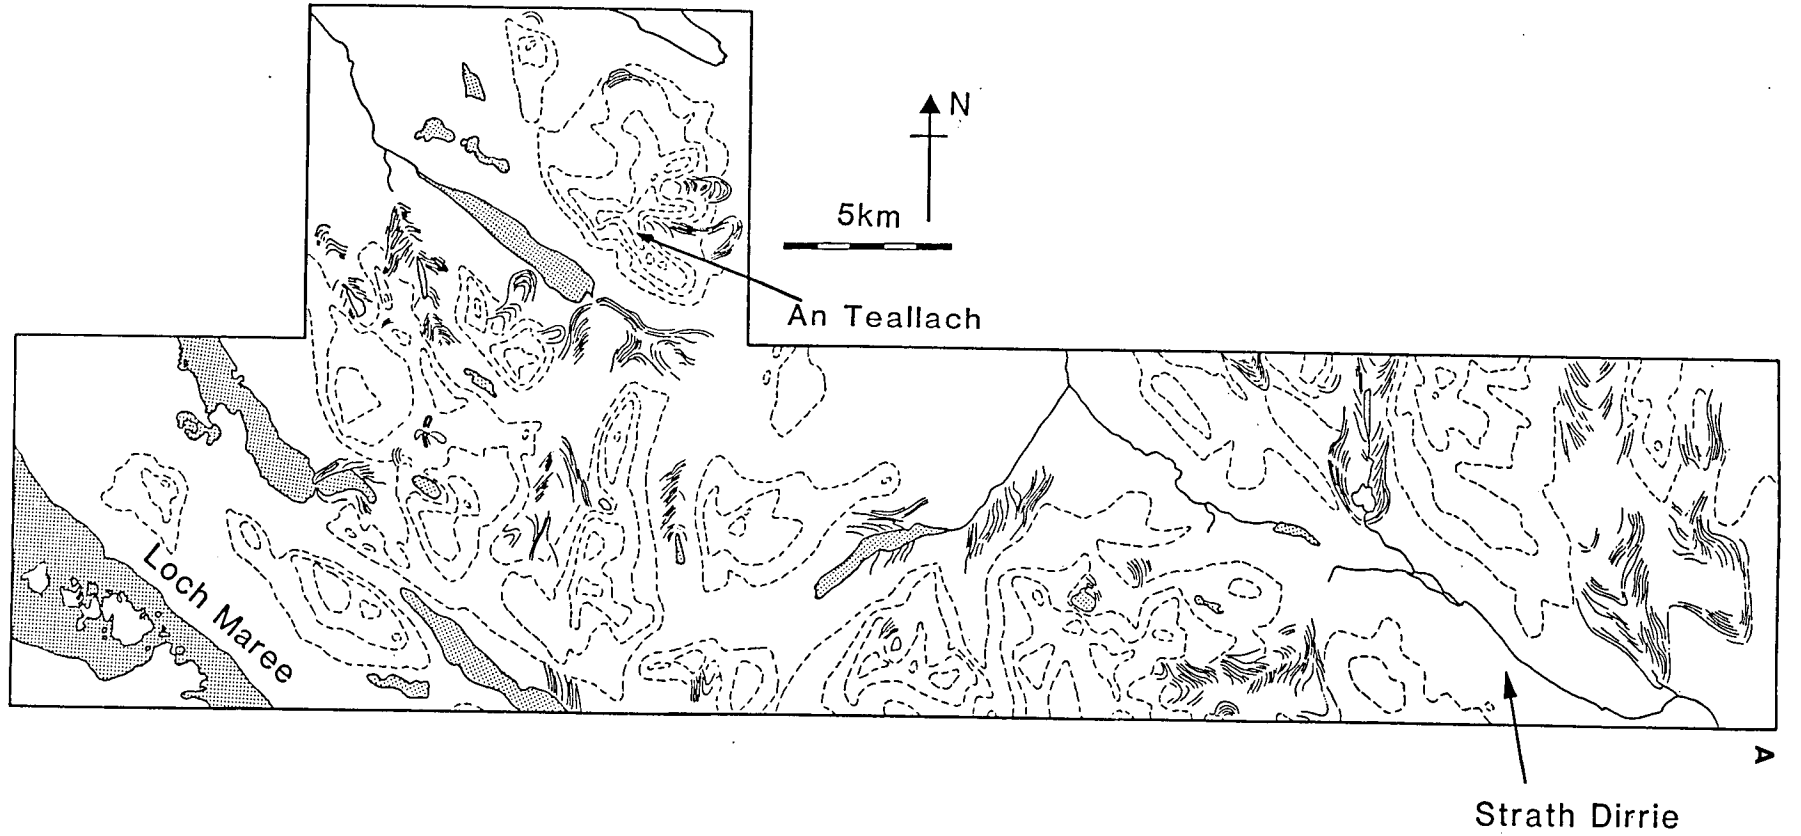 N
5km
An Teallach
Loch Maree
A
Strath Dirrie